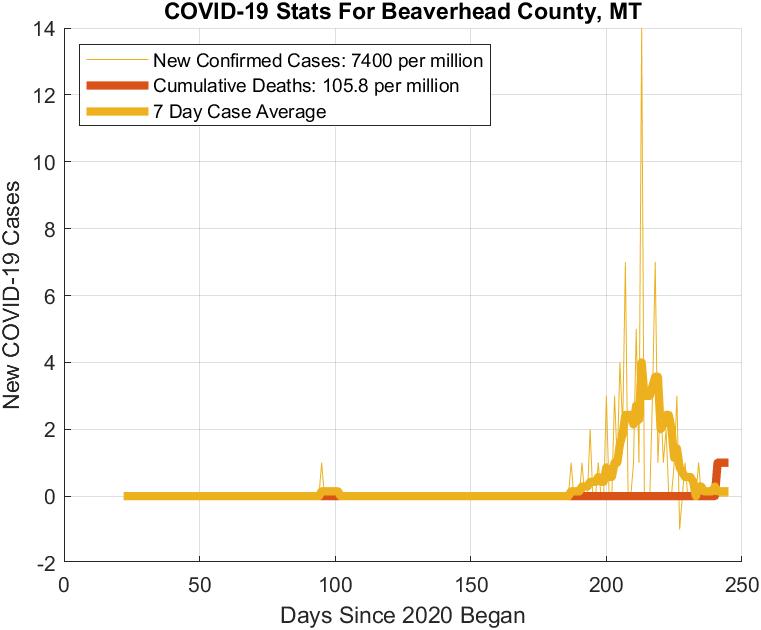 COVID-19 Stats For Beaverhead County, MT
New Confirmed Cases: 7400 per million
Cumulative Deaths: 105.8 per million
7 Day Case Average
New COVID-19 Cases
14
12
10
8
6
4
2
0
-2
0 50 100 150 200 250
Days Since 2020 Began